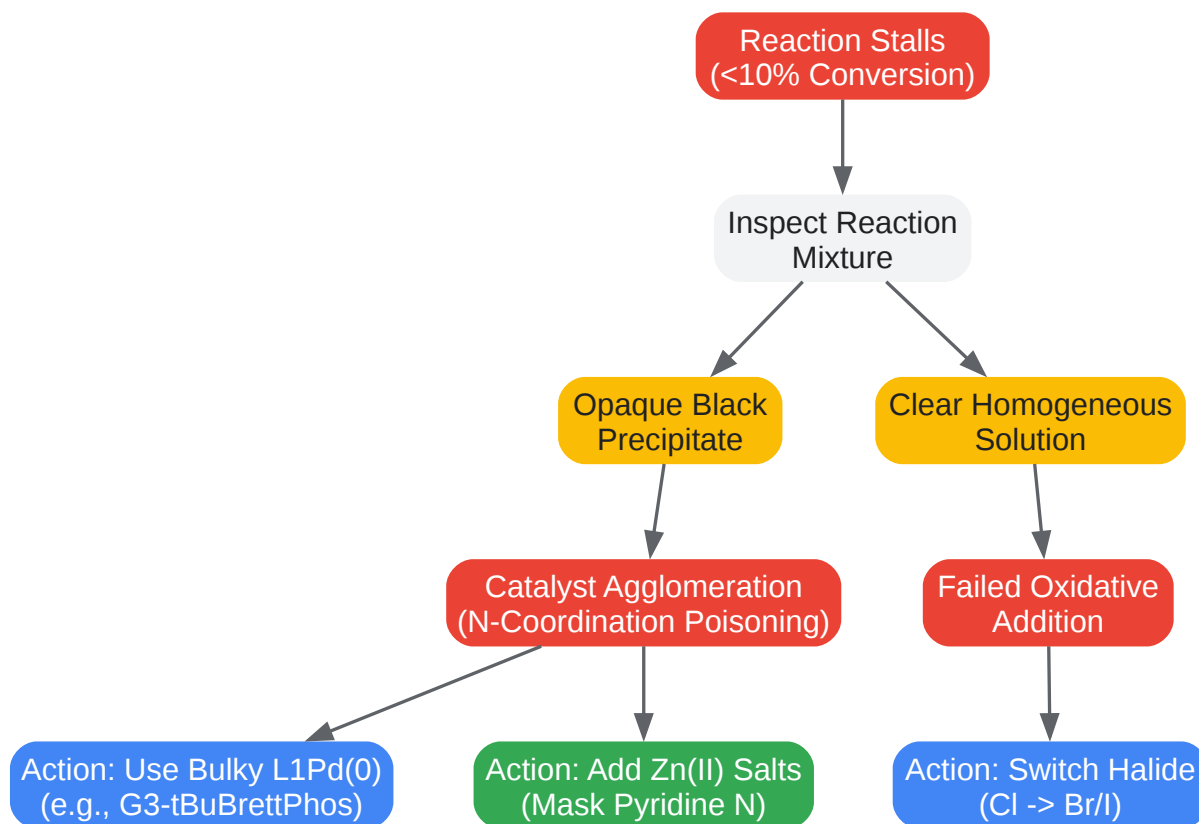 Reaction Stalls
(<10% Conversion)
Inspect Reaction
Mixture
Opaque Black
Precipitate
Clear Homogeneous
Solution
Catalyst Agglomeration
(N-Coordination Poisoning)
Failed Oxidative
Addition
Action: Use Bulky L1Pd(0)
(e.g., G3-tBuBrettPhos)
Action: Add Zn(II) Salts
(Mask Pyridine N)
Action: Switch Halide
(Cl -> Br/I)